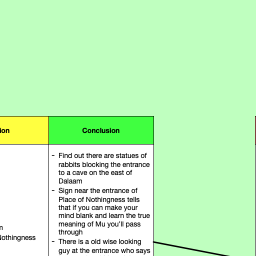 ion
Conclusion
- Find out there are statues of
rabbits blocking the entrance
to a cave on the east of
Dalaam
- Sign near the entrance of
Place of Nothingness tells
that if you can make your
mind blank and learn the true
meaning of Mu you'll pass
through
n
Nothingness
- There is a old wise looking
guy at the entrance who says